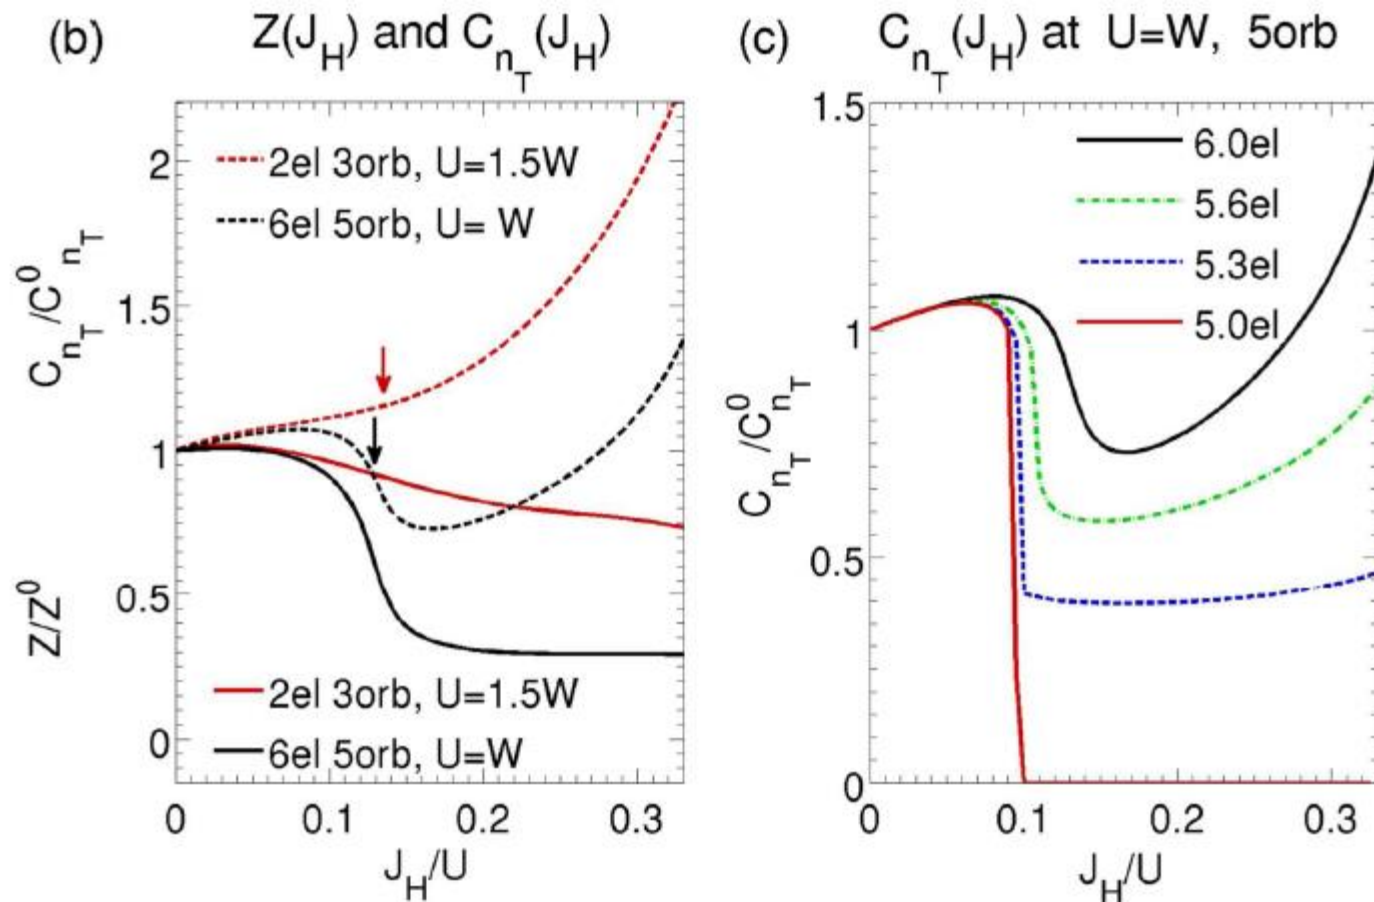 (b) Z(J_H) and C_{n_T}(J_H)
2
1.5
1
0.5
0
C_{n_T}/C^0_{n_T}
Z/Z^0
2el 3orb, U=1.5W
6el 5orb, U= W
2el 3orb, U=1.5W
6el 5orb, U=W
0 0.1 0.2 0.3
J_H/U
(c) C_{n_T}(J_H) at U=W, 5orb
1.5
1
0.5
0
C_{n_T}/C^0_{n_T}
6.0el
5.6el
5.3el
5.0el
0 0.1 0.2 0.3
J_H/U